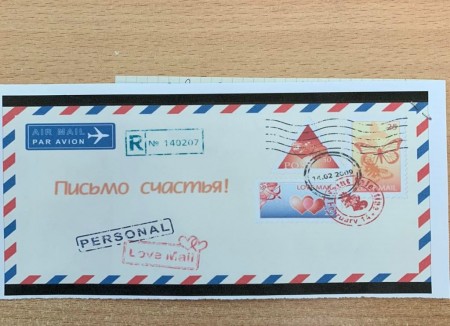 AIR MAIL
PAR AVION
R № 140207
Письмо счастья!
PERSONAL
Love Mail
LOVE MAIL
14.02.2009